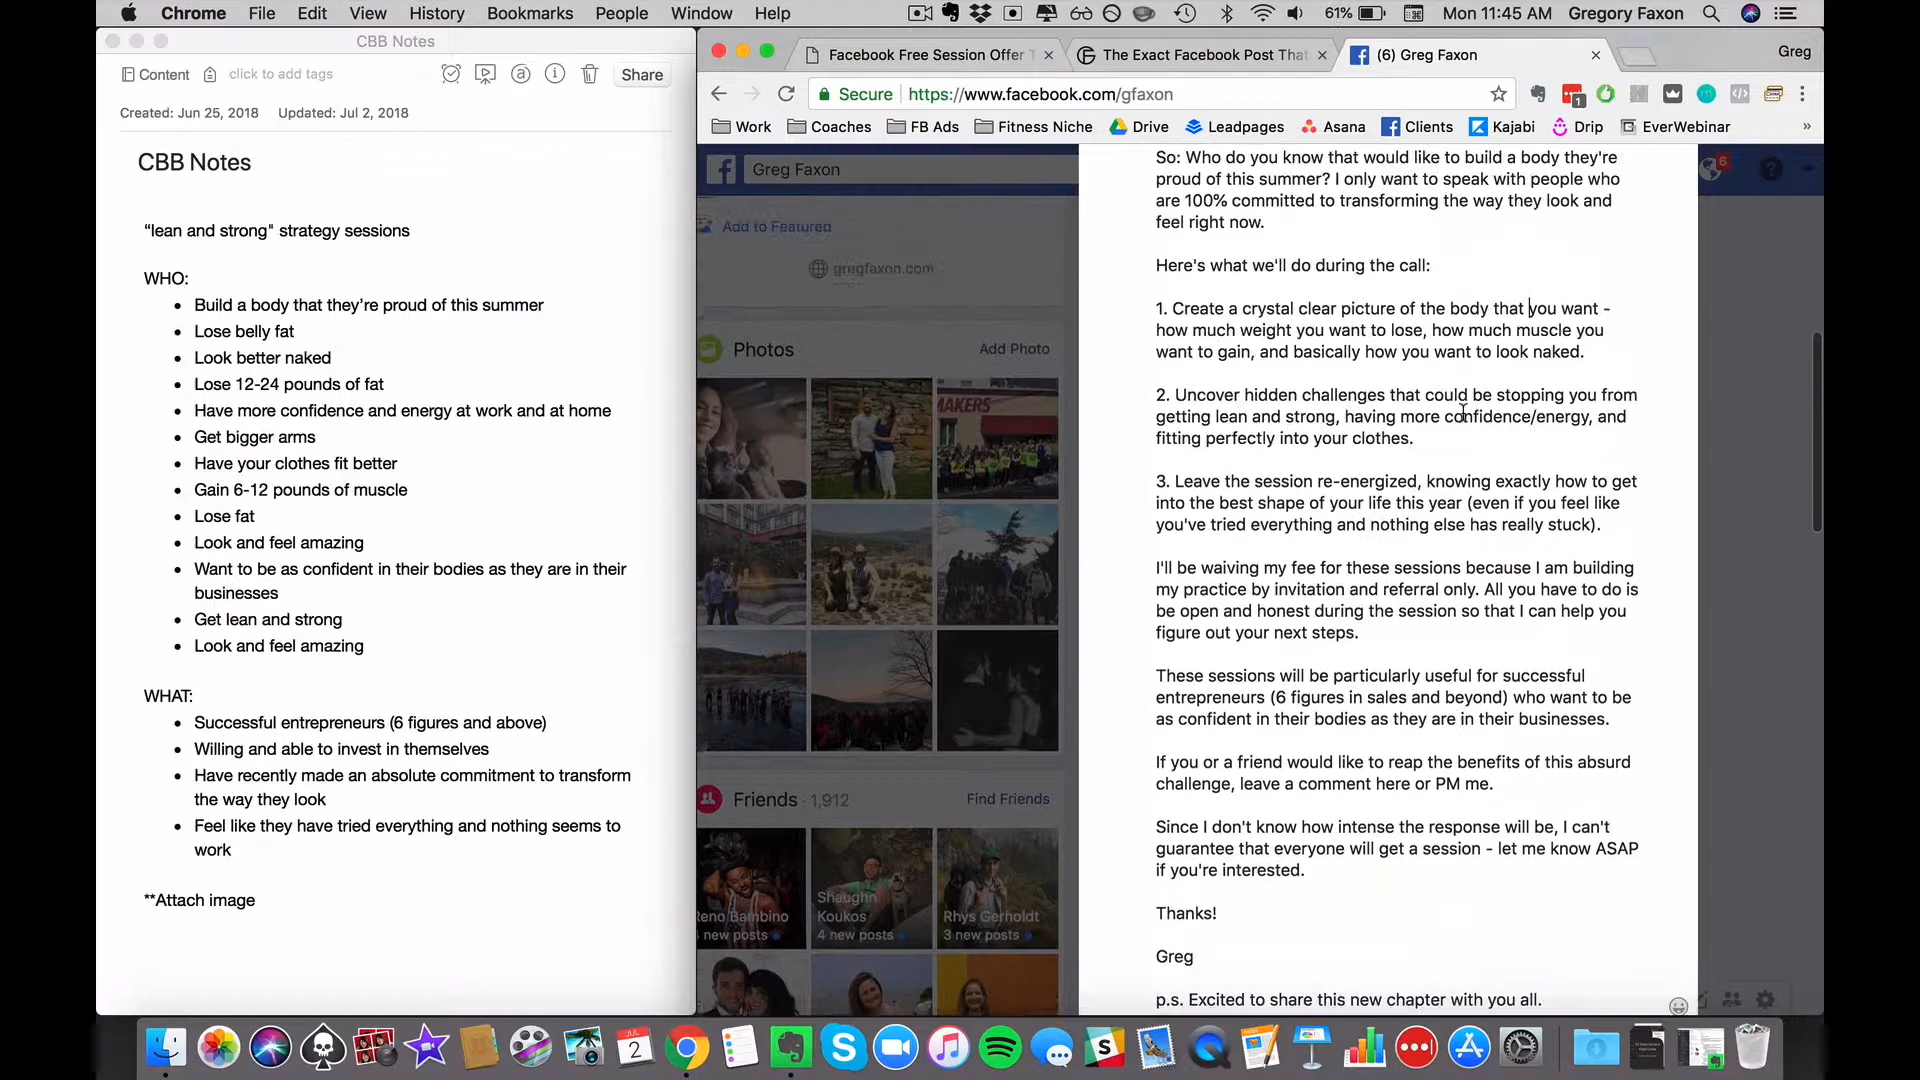 Chrome File Edit View History Bookmarks People Window Help
61% Mon 11:45 AM Gregory Faxon
CBB Notes
Content click to add tags Share
Created: Jun 25, 2018 Updated: Jul 2, 2018
CBB Notes
“lean and strong" strategy sessions
WHO:
• Build a body that they’re proud of this summer
• Lose belly fat
• Look better naked
• Lose 12-24 pounds of fat
• Have more confidence and energy at work and at home
• Get bigger arms
• Have your clothes fit better
• Gain 6-12 pounds of muscle
• Lose fat
• Look and feel amazing
• Want to be as confident in their bodies as they are in their
businesses
• Get lean and strong
• Look and feel amazing
WHAT:
• Successful entrepreneurs (6 figures and above)
• Willing and able to invest in themselves
• Have recently made an absolute commitment to transform
the way they look
• Feel like they have tried everything and nothing seems to
work
**Attach image
Facebook Free Session Offer T
The Exact Facebook Post That
(6) Greg Faxon
Greg
Secure https://www.facebook.com/gfaxon
1
Work Coaches FB Ads Fitness Niche Drive Leadpages Asana Clients Kajabi Drip EverWebinar »
Greg Faxon
6
Add to Featured
gregfaxon.com
Photos Add Photo
MAKERS
Friends · 1,912 Find Friends
Reno Bambino
4 new posts
Shaughn
Koukos
4 new posts
Rhys Gerholdt
3 new posts
So: Who do you know that would like to build a body they're
proud of this summer? I only want to speak with people who
are 100% committed to transforming the way they look and
feel right now.
Here's what we'll do during the call:
1. Create a crystal clear picture of the body that you want -
how much weight you want to lose, how much muscle you
want to gain, and basically how you want to look naked.
2. Uncover hidden challenges that could be stopping you from
getting lean and strong, having more confidence/energy, and
fitting perfectly into your clothes.
3. Leave the session re-energized, knowing exactly how to get
into the best shape of your life this year (even if you feel like
you've tried everything and nothing else has really stuck).
I'll be waiving my fee for these sessions because I am building
my practice by invitation and referral only. All you have to do is
be open and honest during the session so that I can help you
figure out your next steps.
These sessions will be particularly useful for successful
entrepreneurs (6 figures in sales and beyond) who want to be
as confident in their bodies as they are in their businesses.
If you or a friend would like to reap the benefits of this absurd
challenge, leave a comment here or PM me.
Since I don't know how intense the response will be, I can't
guarantee that everyone will get a session - let me know ASAP
if you're interested.
Thanks!
Greg
p.s. Excited to share this new chapter with you all.
JUL
2